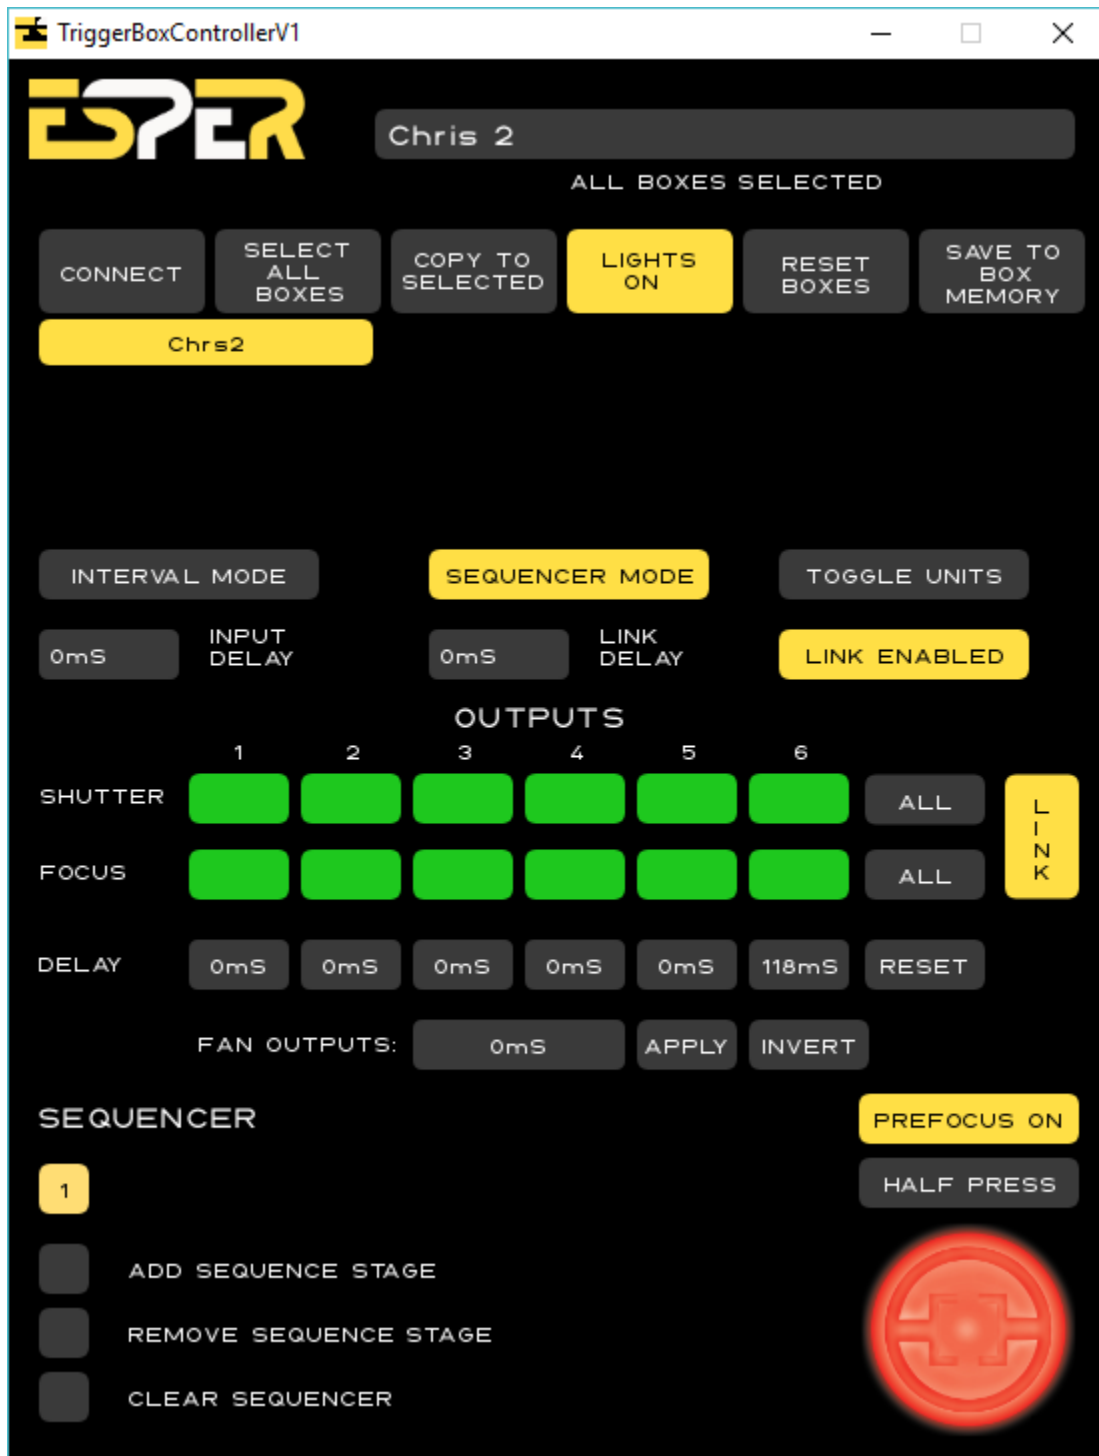 TriggerBoxControllerV1
ESPER
Chris 2
ALL BOXES SELECTED
CONNECT
SELECT
ALL
BOXES
COPY TO
SELECTED
LIGHTS
ON
RESET
BOXES
SAVE TO
BOX
MEMORY
Chrs2
INTERVAL MODE
SEQUENCER MODE
TOGGLE UNITS
0mS
INPUT
DELAY
0mS
LINK
DELAY
LINK ENABLED
OUTPUTS
1 2 3 4 5 6
SHUTTER
ALL
LINK
FOCUS
ALL
DELAY
0mS 0mS 0mS 0mS 0mS 118mS RESET
FAN OUTPUTS: 0mS APPLY INVERT
SEQUENCER
PREFOCUS ON
1
HALF PRESS
ADD SEQUENCE STAGE
REMOVE SEQUENCE STAGE
CLEAR SEQUENCER